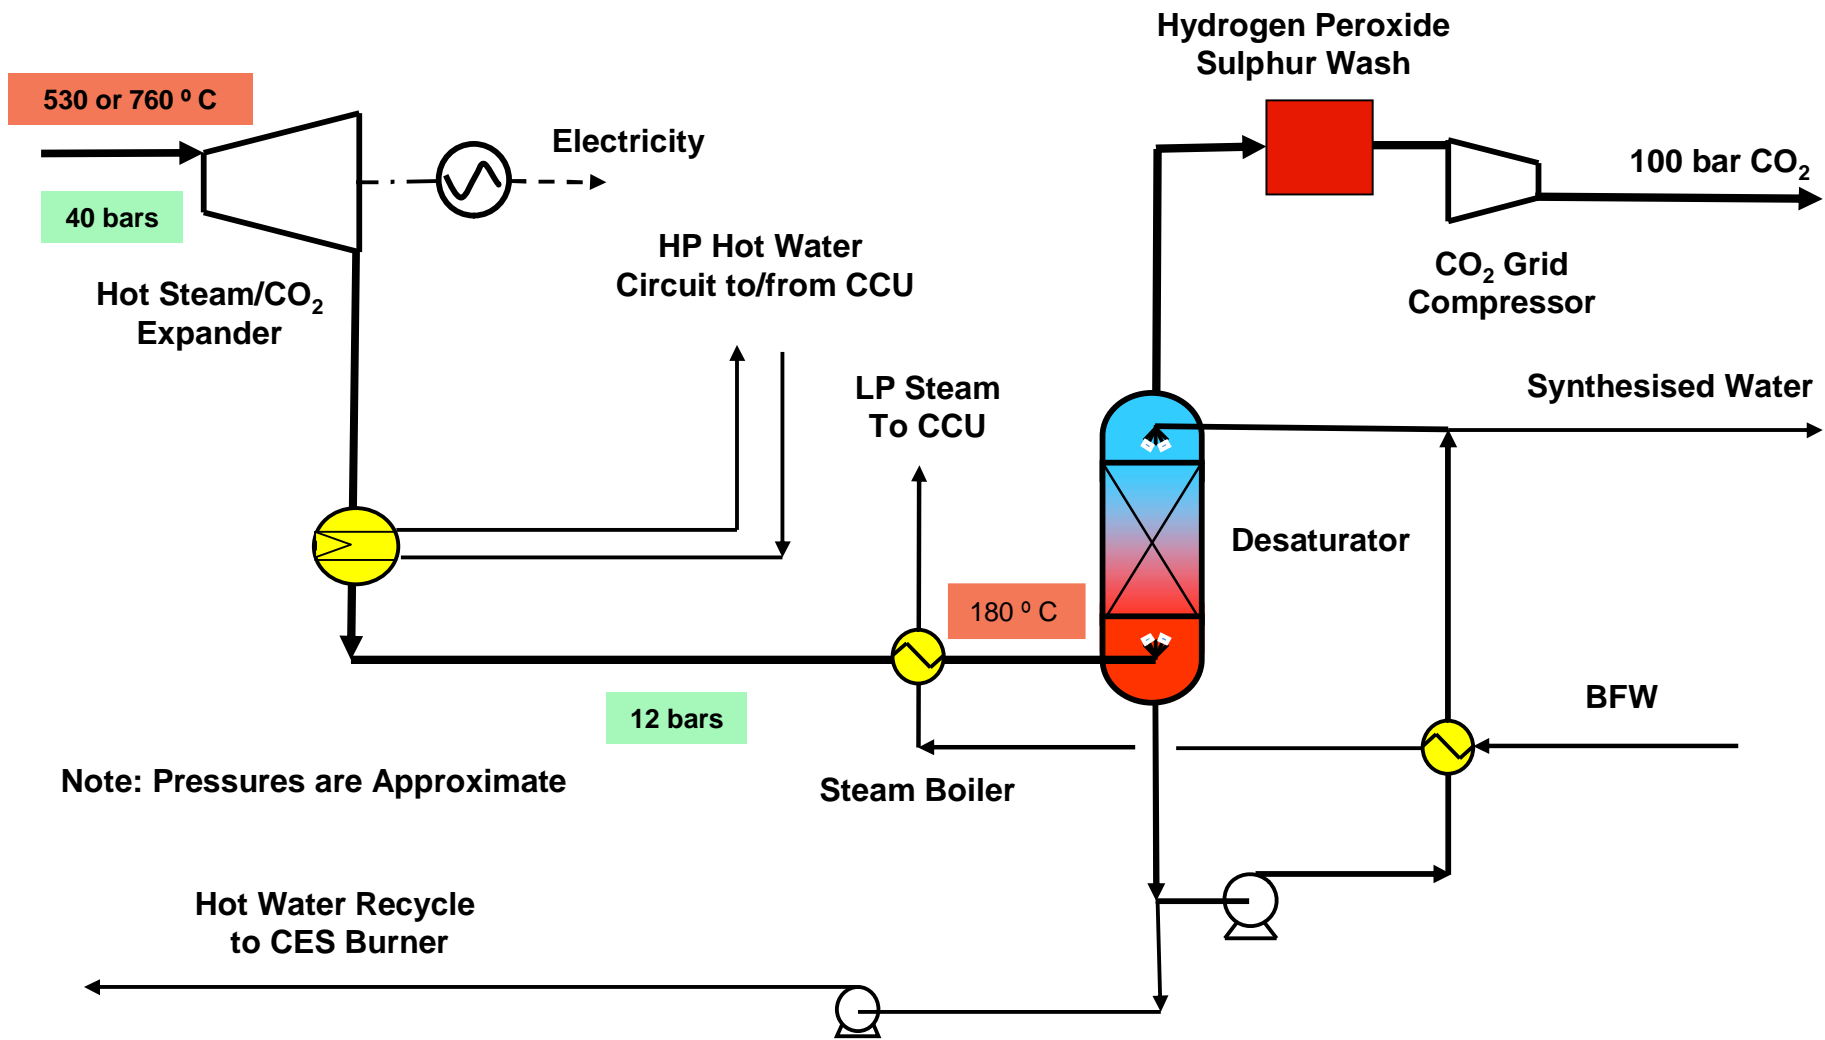 Hydrogen Peroxide
Sulphur Wash
530 or 760 º C
Electricity
100 bar CO2
40 bars
HP Hot Water
Circuit to/from CCU
CO2 Grid
Compressor
Hot Steam/CO2
Expander
LP Steam
To CCU
Synthesised Water
Desaturator
180 º C
12 bars
BFW
Note: Pressures are Approximate
Steam Boiler
Hot Water Recycle
to CES Burner